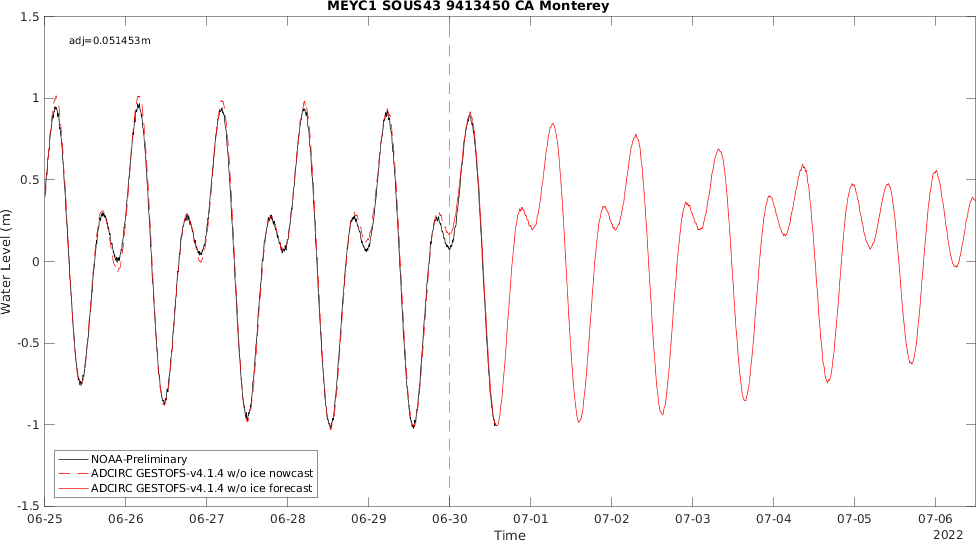 MEYC1 SOUS43 9413450 CA Monterey
adj=0.051453m
1.5
1
0.5
0
-0.5
-1
-1.5
Water Level (m)
NOAA-Preliminary
ADCIRC GESTOFS-v4.1.4 w/o ice nowcast
ADCIRC GESTOFS-v4.1.4 w/o ice forecast
06-25 06-26 06-27 06-28 06-29 06-30 07-01 07-02 07-03 07-04 07-05 07-06
Time
2022